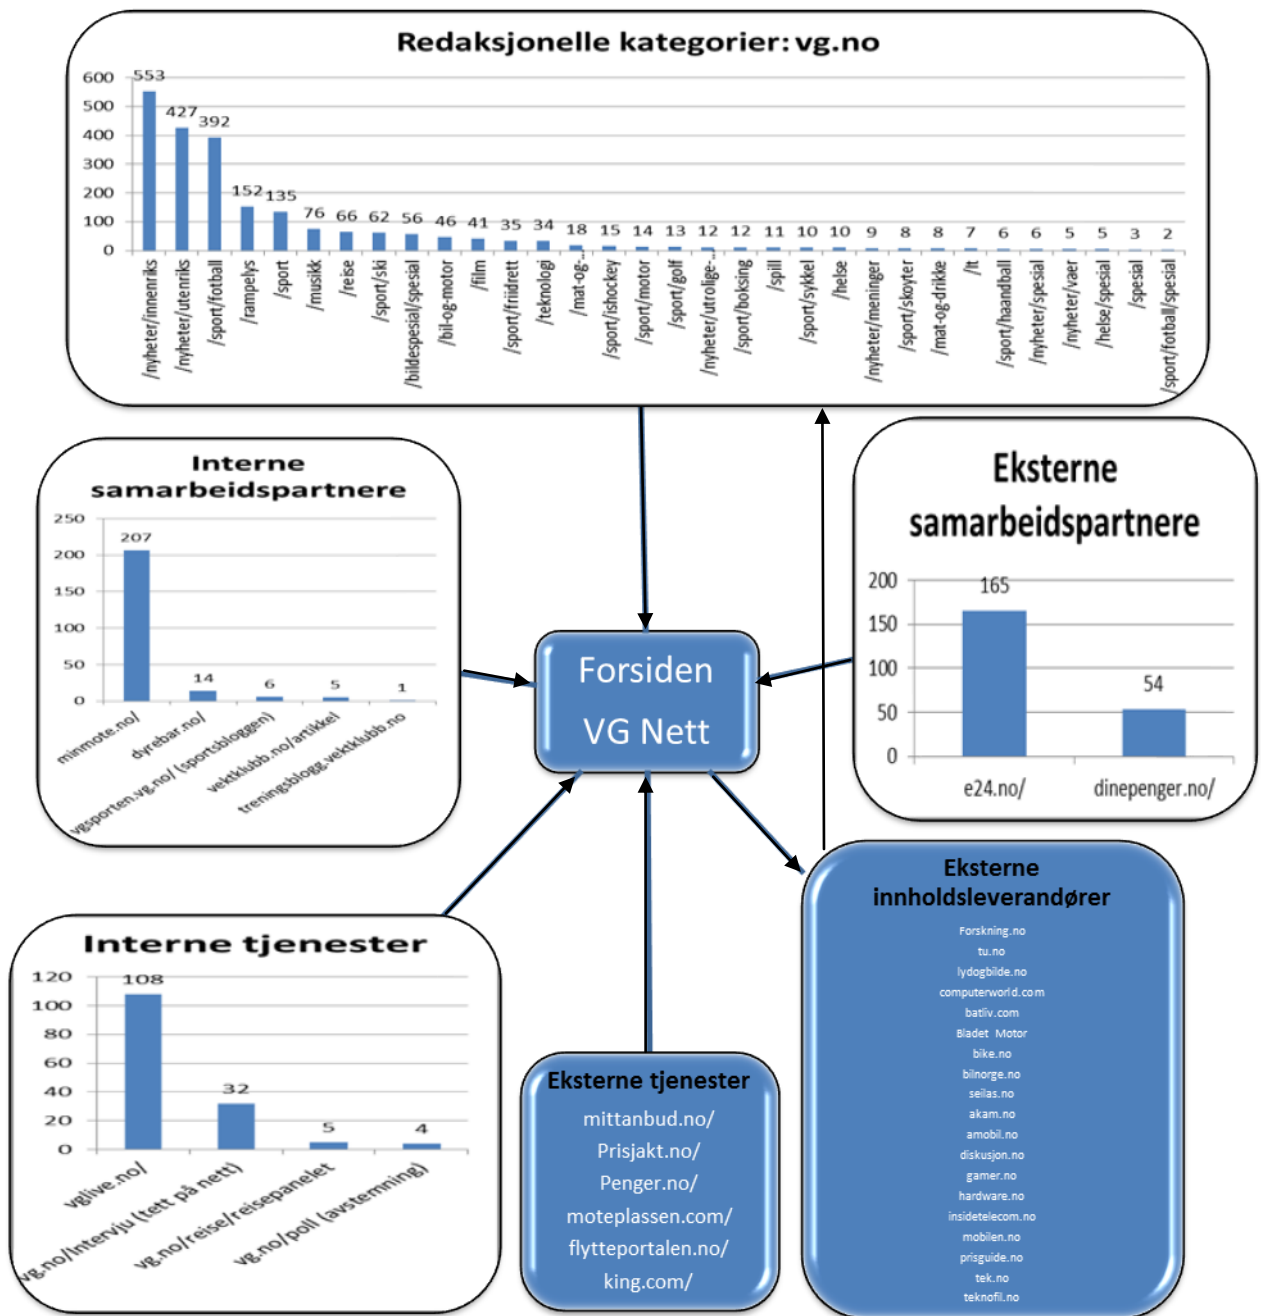 Redaksjonelle kategorier: vg.no
600
500
400
300
200
100
0
553
427
392
152
135
76
66
62
56
46
41
35
34
18
15
14
13
12
12
11
10
10
9
8
8
7
6
6
5
5
3
2
/nyheter/innenriks
/nyheter/utenriks
/sport/fotball
/rampelys
/sport
/musikk
/reise
/sport/ski
/bildespesial/spesial
/bil-og-motor
/film
/sport/friidrett
/teknologi
/mat-og-...
/sport/ishockey
/sport/motor
/sport/golf
/nyheter/utrolige-...
/sport/boksing
/spill
/sport/sykkel
/helse
/nyheter/meninger
/sport/skoyter
/mat-og-drikke
/sport/haandball
/nyheter/spesial
/nyheter/vaer
/helse/spesial
/spesial
/sport/fotball/spesial
Interne
samarbeidspartnere
250
200
150
100
50
0
207
14
6
5
1
minmote.no/
dyrebar.no/
vgsporten.vg.no/ (sportsbloggen)
vektklubb.no/artikkel
treningsblogg.vektklubb.no
Eksterne
samarbeidspartnere
200
150
100
50
0
165
54
e24.no/
dinepenger.no/
Forsiden
VG Nett
Interne tjenester
120
100
80
60
40
20
0
108
32
5
4
vglive.no/
vg.no/Intervju (tett på nett)
vg.no/reise/reisepanelet
vg.no/poll (avstemning)
Eksterne tjenester
mittanbud.no/
Prisjakt.no/
Penger.no/
moteplassen.com/
flytteportalen.no/
king.com/
Eksterne
innholdsleverandører
Forskning.no
tu.no
lydogbilde.no
computerworld.com
batliv.com
Bladet Motor
bike.no
bilnorge.no
seilas.no
akam.no
amobil.no
diskusjon.no
gamer.no
hardware.no
insidetelecom.no
mobilen.no
prisguide.no
tek.no
teknofil.no